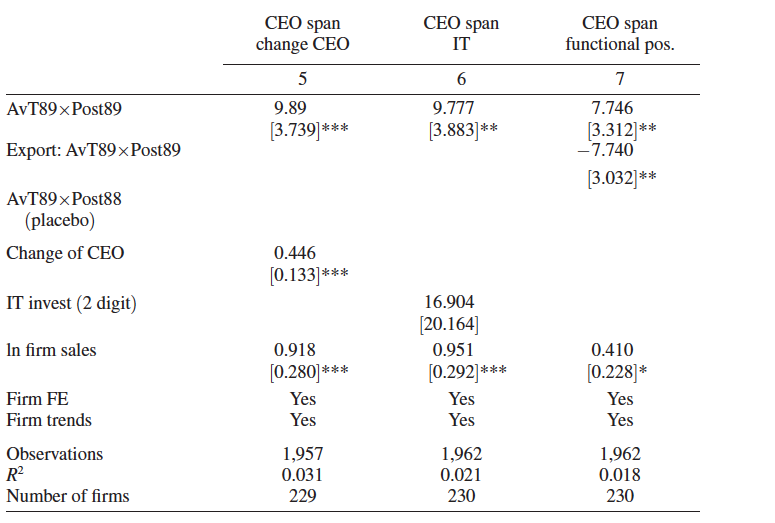 CEO span CEO span CEO span
change CEO IT functional pos.
5 6 7
AvT89×Post89 9.89 9.777 7.746
[3.739]*** [3.883]** [3.312]**
Export: AvT89×Post89 −7.740
[3.032]**
AvT89×Post88
(placebo)
Change of CEO 0.446
[0.133]***
IT invest (2 digit) 16.904
[20.164]
ln firm sales 0.918 0.951 0.410
[0.280]*** [0.292]*** [0.228]*
Firm FE Yes Yes Yes
Firm trends Yes Yes Yes
Observations 1,957 1,962 1,962
R² 0.031 0.021 0.018
Number of firms 229 230 230